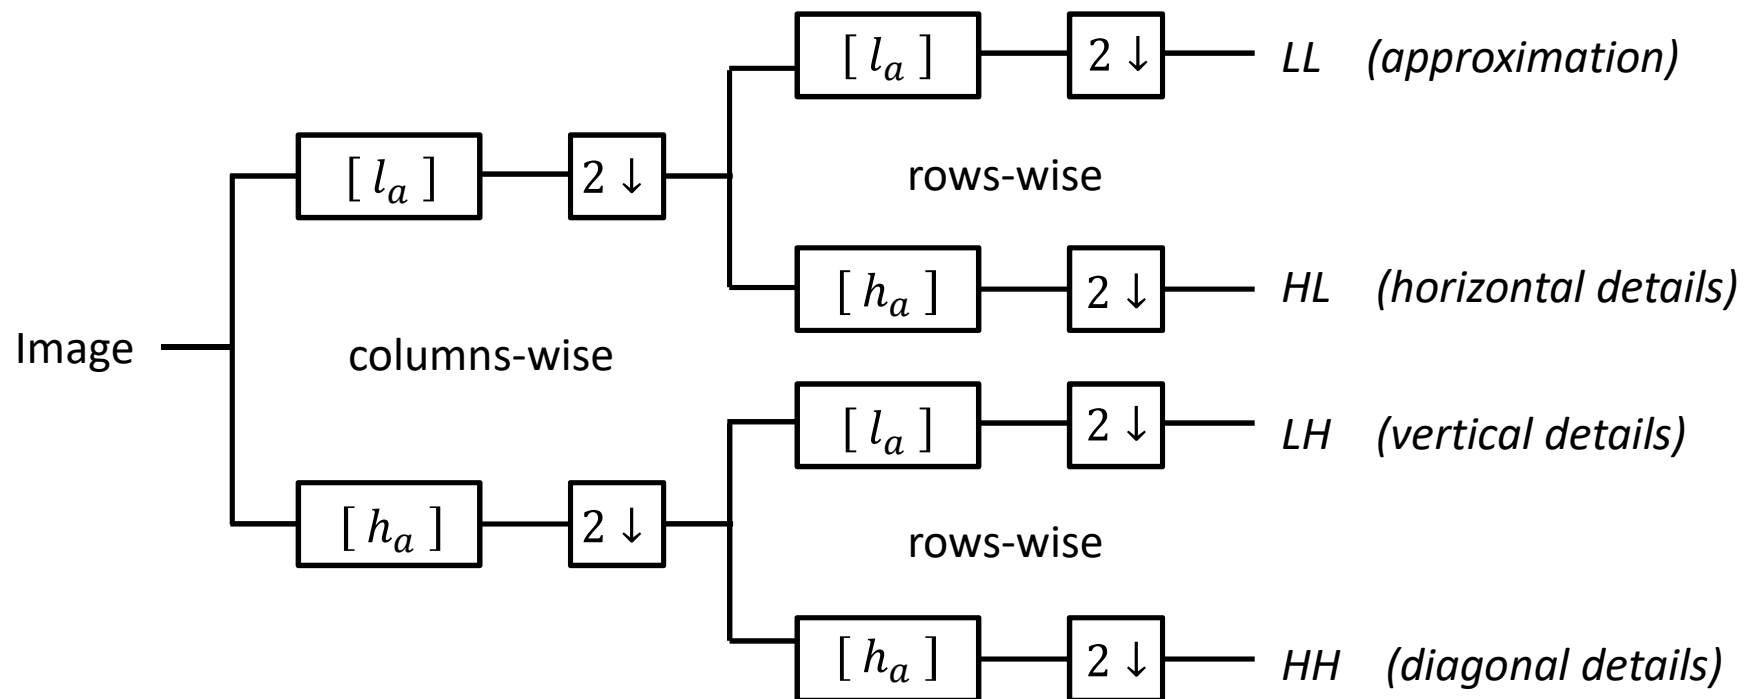 [ l_a ] 2 ↓ LL (approximation)
[ l_a ] 2 ↓ rows-wise
[ h_a ] 2 ↓ HL (horizontal details)
Image columns-wise
[ l_a ] 2 ↓ LH (vertical details)
[ h_a ] 2 ↓ rows-wise
[ h_a ] 2 ↓ HH (diagonal details)